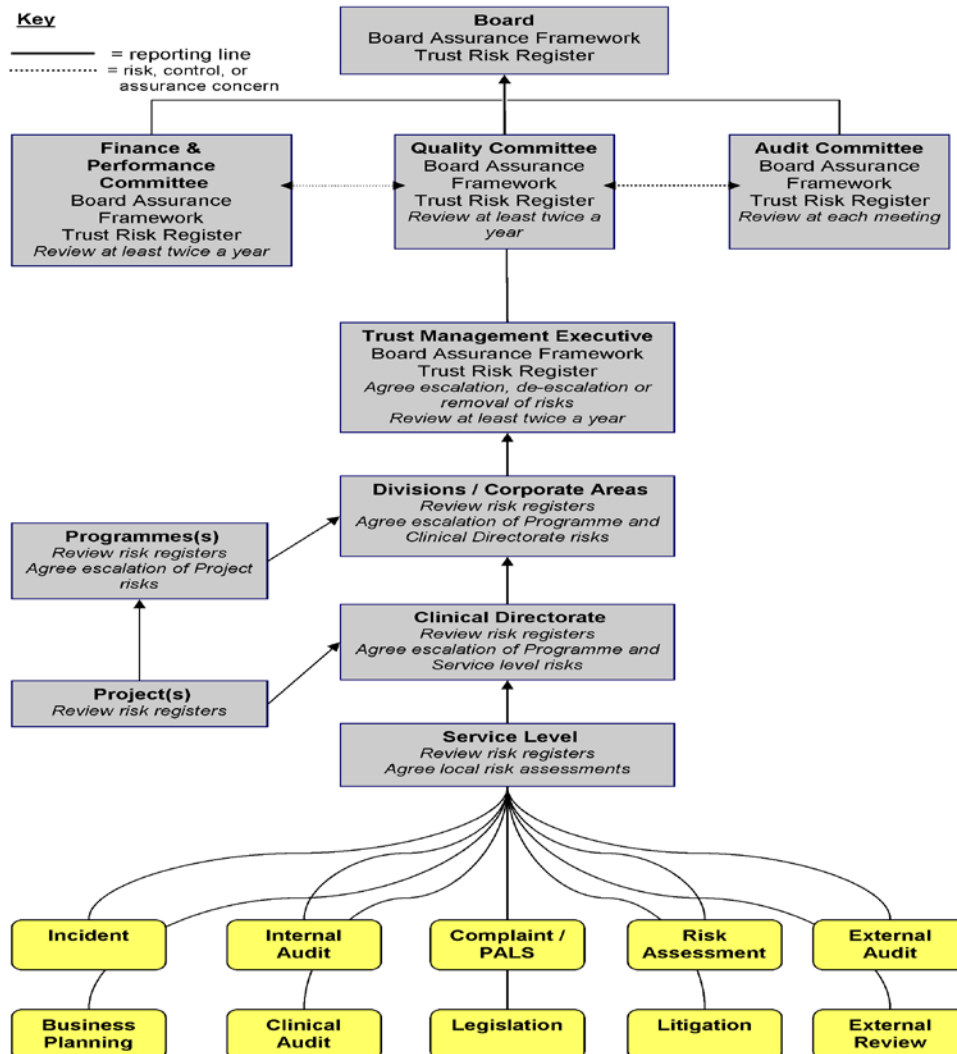 Key
= reporting line
= risk, control, or
assurance concern
Board
Board Assurance Framework
Trust Risk Register
Finance &
Performance
Committee
Board Assurance
Framework
Trust Risk Register
Review at least twice a year
Quality Committee
Board Assurance
Framework
Trust Risk Register
Review at least twice a
year
Audit Committee
Board Assurance
Framework
Trust Risk Register
Review at each meeting
Trust Management Executive
Board Assurance Framework
Trust Risk Register
Agree escalation, de-escalation or
removal of risks
Review at least twice a year
Divisions / Corporate Areas
Review risk registers
Agree escalation of Programme and
Clinical Directorate risks
Programmes(s)
Review risk registers
Agree escalation of Project
risks
Clinical Directorate
Review risk registers
Agree escalation of Programme and
Service level risks
Project(s)
Review risk registers
Service Level
Review risk registers
Agree local risk assessments
Incident
Internal
Audit
Complaint /
PALS
Risk
Assessment
External
Audit
Business
Planning
Clinical
Audit
Legislation
Litigation
External
Review